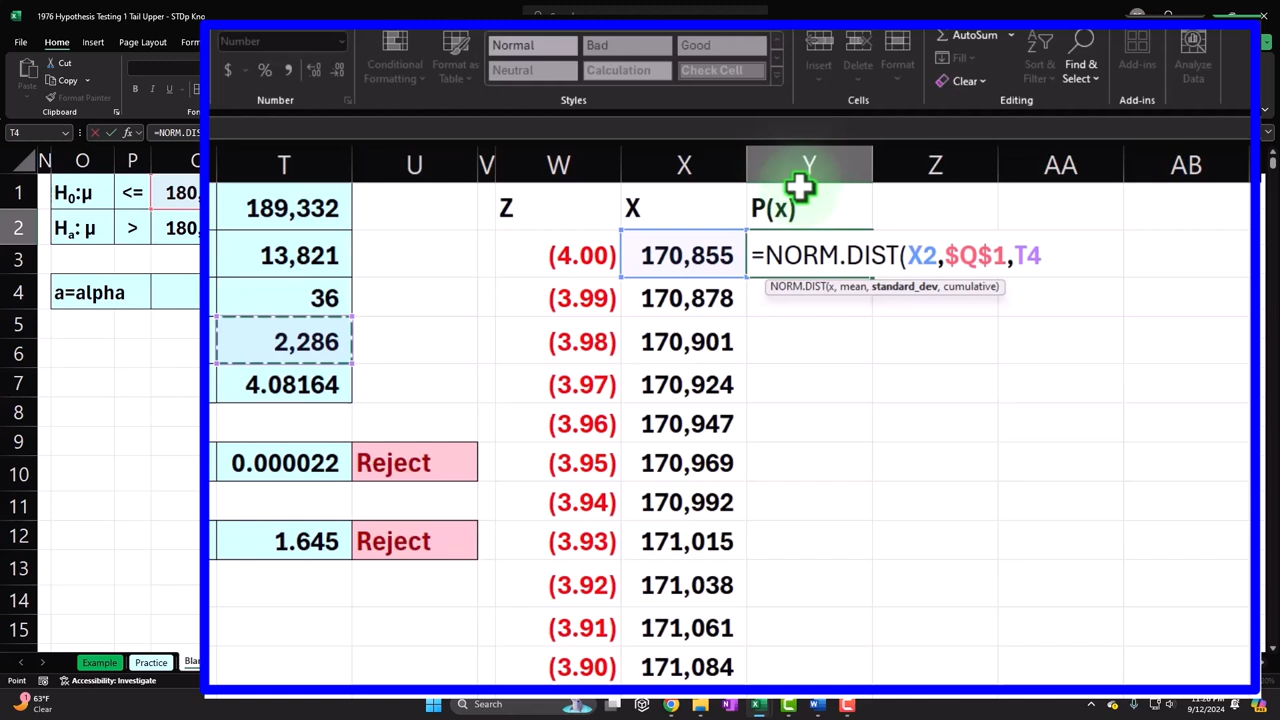 1976 Hypothesis Testing 1 Tail Upper - STDp Kno
File Home Insert Page Layout
Cut
Copy
Format Painter
Paste
Clipboard
Number
Conditional Formatting
Format as Table
Normal Bad Good
Neutral Calculation Check Cell
Styles
Insert Delete Format
Cells
AutoSum
Fill
Clear
Sort & Filter
Find & Select
Editing
Add-ins
Add-ins
Analyze Data
Number
T4 =NORM.DIS
N O P T U V W X Y Z AA AB
1 H0:µ <= 180, 189,332 Z X P(x)
2 Ha: µ > 180, 13,821 (4.00) 170,855 =NORM.DIST(X2,$Q$1,T4
NORM.DIST(x, mean, standard_dev, cumulative)
3 36 (3.99) 170,878
4 a=alpha 2,286 (3.98) 170,901
5 4.08164 (3.97) 170,924
6 (3.96) 170,947
7 0.000022 Reject (3.95) 170,969
8 (3.94) 170,992
9 1.645 Reject (3.93) 171,015
10 (3.92) 171,038
11 (3.91) 171,061
12 (3.90) 171,084
13
14
15
Example Practice Blan
Point Accessibility: Investigate
63°F
Clear
Search
9/12/2024